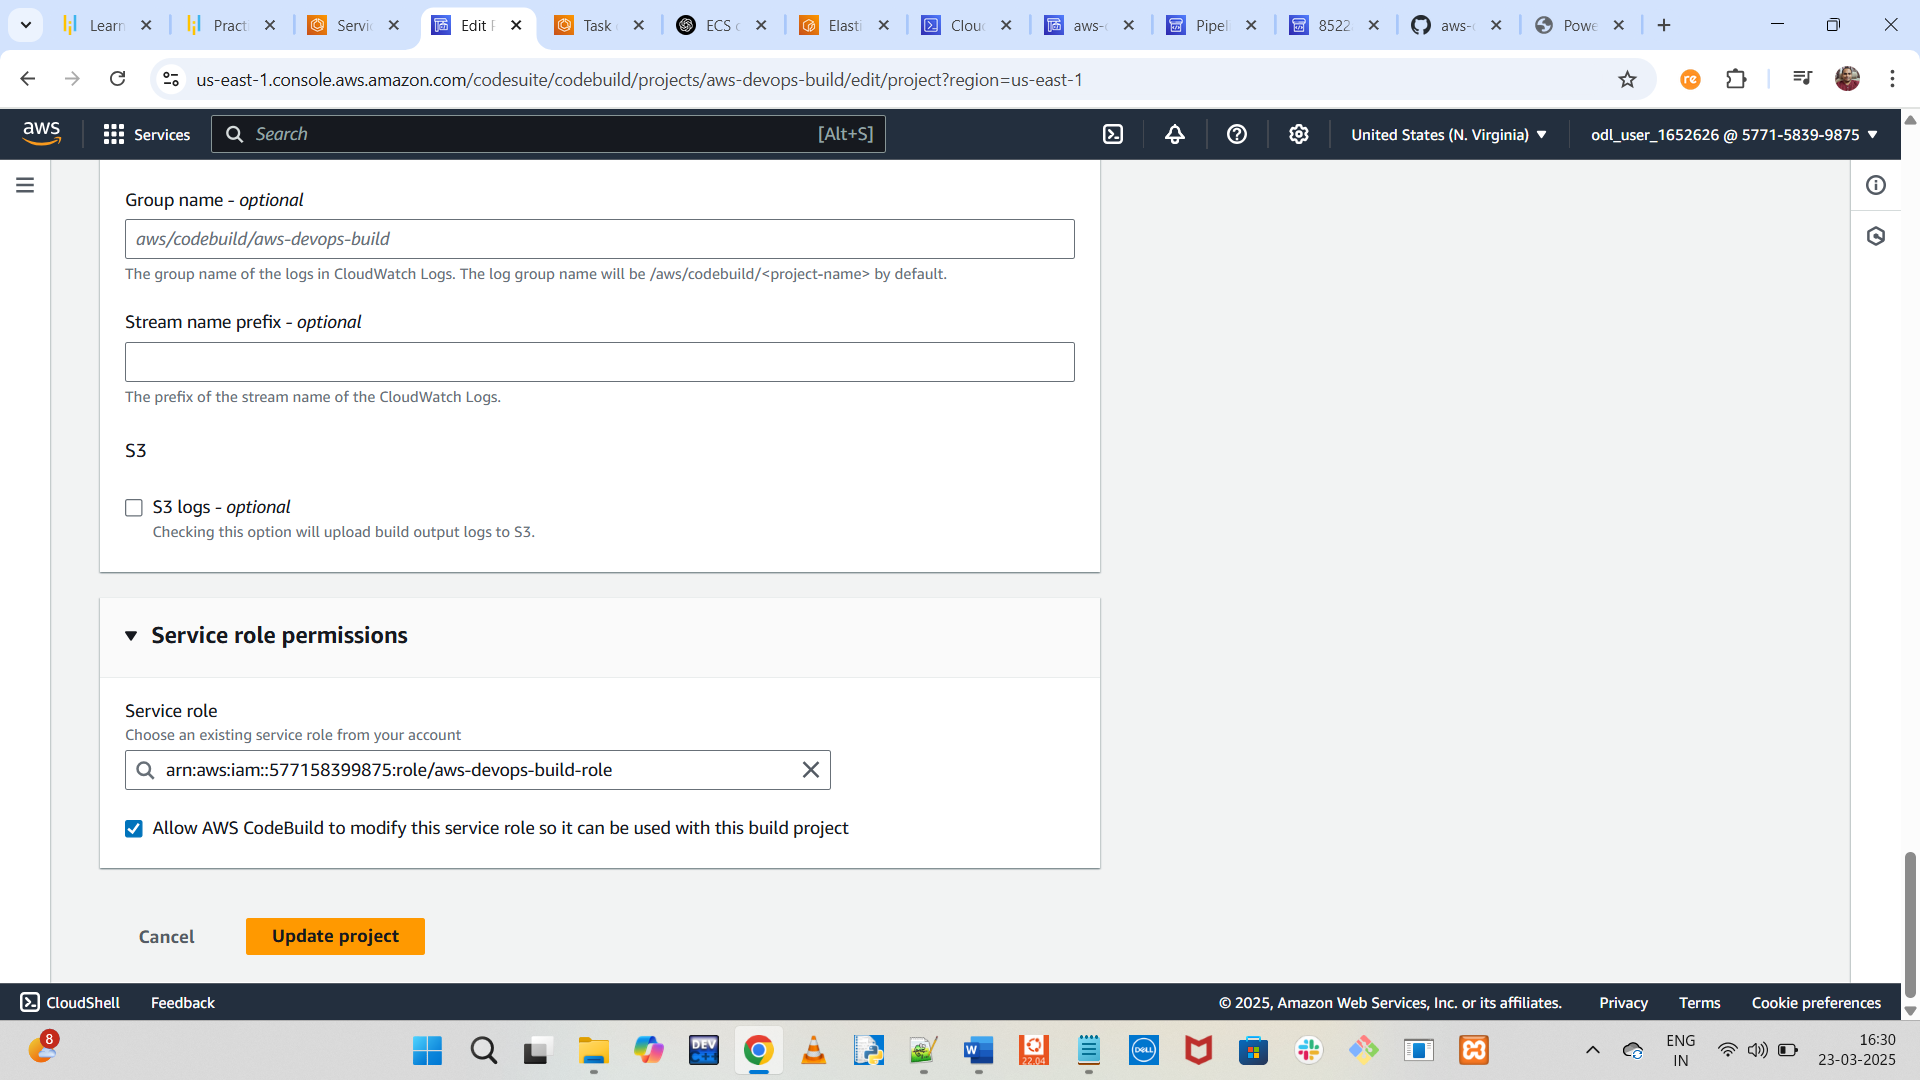 Learn
Practi
Servic
Edit P
Task
ECS
Elasti
Clou
aws-
Pipel
8522
aws-
Powe
us-east-1.console.aws.amazon.com/codesuite/codebuild/projects/aws-devops-build/edit/project?region=us-east-1
re
aws
Services
Search
[Alt+S]
United States (N. Virginia)
odl_user_1652626 @ 5771-5839-9875
Group name - optional
aws/codebuild/aws-devops-build
The group name of the logs in CloudWatch Logs. The log group name will be /aws/codebuild/<project-name> by default.
Stream name prefix - optional
The prefix of the stream name of the CloudWatch Logs.
S3
S3 logs - optional
Checking this option will upload build output logs to S3.
Service role permissions
Service role
Choose an existing service role from your account
arn:aws:iam::577158399875:role/aws-devops-build-role
Allow AWS CodeBuild to modify this service role so it can be used with this build project
Cancel
Update project
CloudShell
Feedback
© 2025, Amazon Web Services, Inc. or its affiliates.
Privacy
Terms
Cookie preferences
8
DEV
C++
W
22.04
DELL
ENG
IN
16:30
23-03-2025